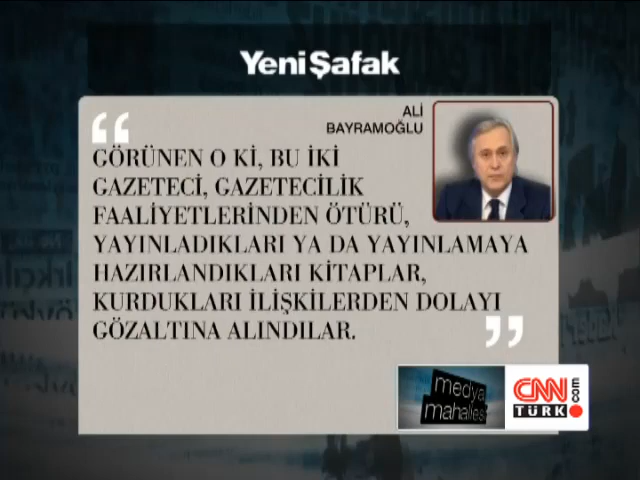 Yeni Şafak
ALİ
BAYRAMOĞLU
“
GÖRÜNEN O Kİ, BU İKİ
GAZETECİ, GAZETECİLİK
FAALİYETLERİNDEN ÖTÜRÜ,
YAYINLADIKLARI YA DA YAYINLAMAYA
HAZIRLANDIKLARI KİTAPLAR,
KURDUKLARI İLİŞKİLERDEN DOLAYI
GÖZALTINA ALINDILAR.
”
medya
mahallesi
CNN
TÜRK.com